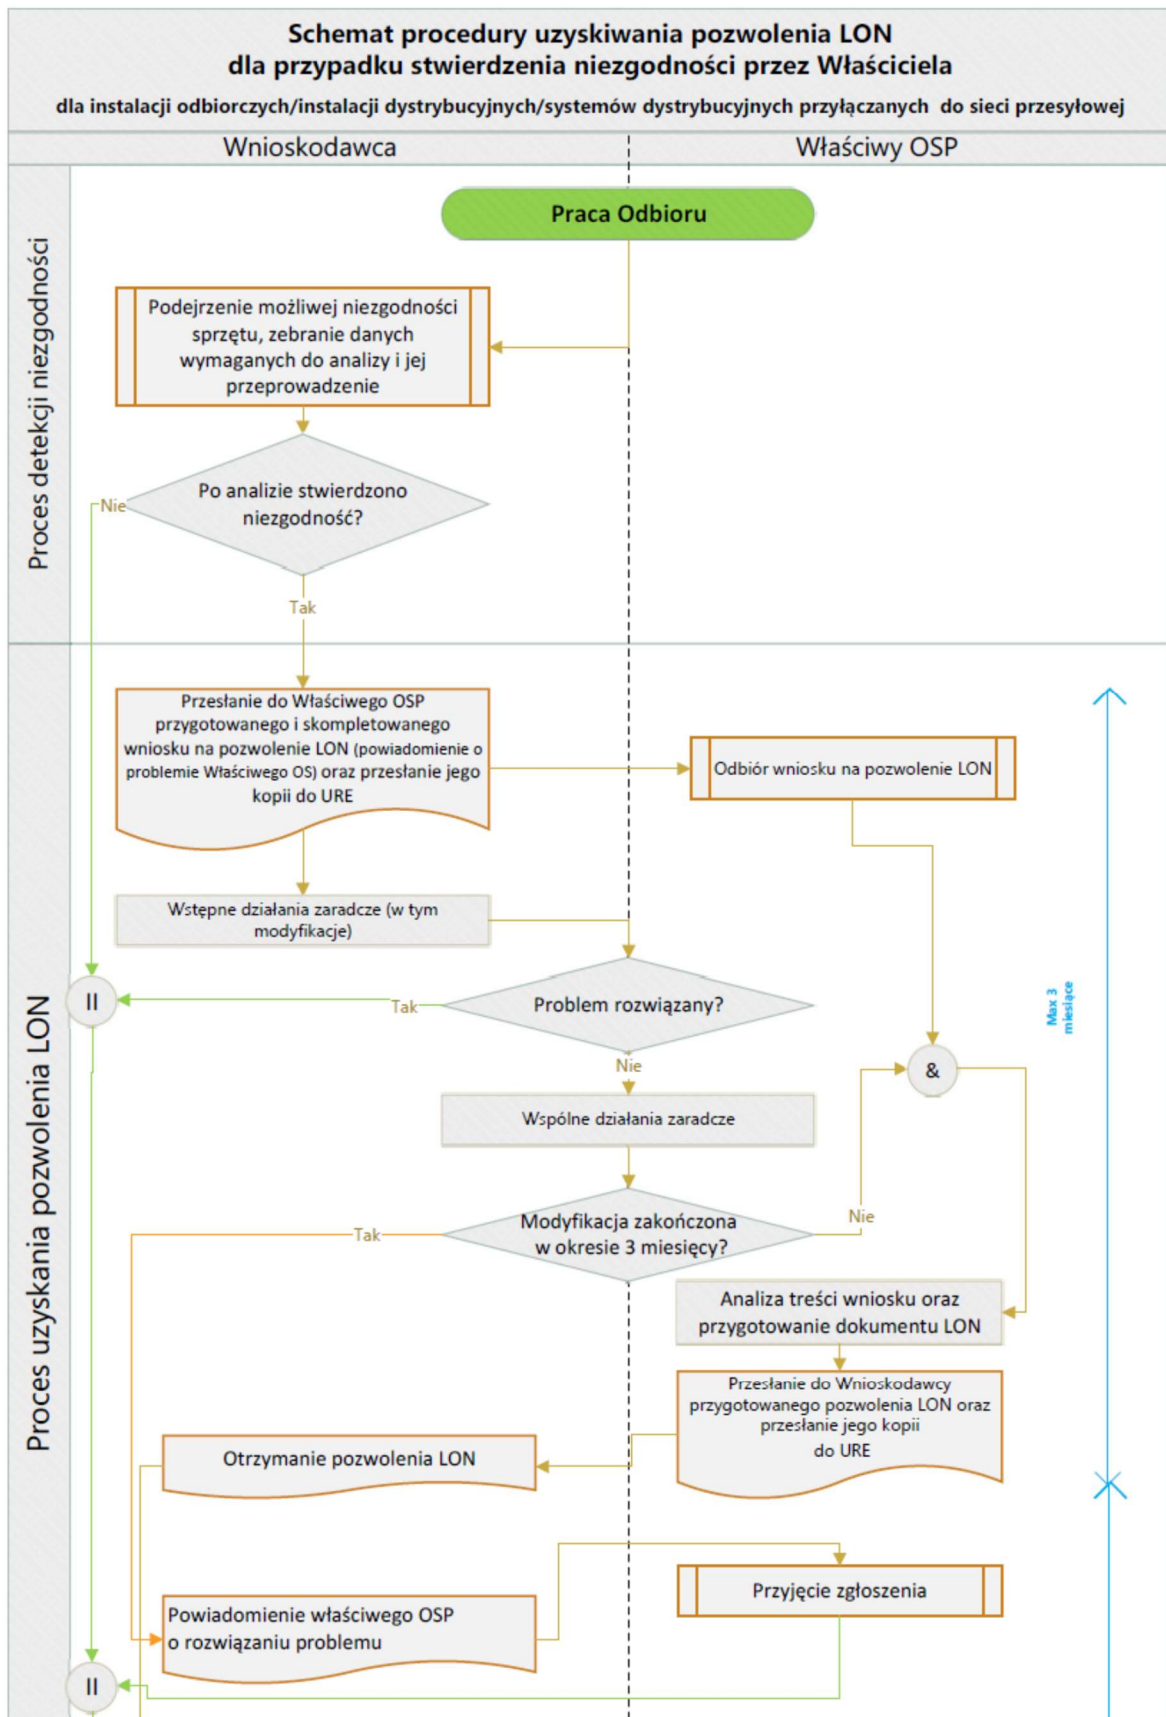 Schemat procedury uzyskiwania pozwolenia LON
dla przypadku stwierdzenia niezgodności przez Właściciela
dla instalacji odbiorczych/instalacji dystrybucyjnych/systemów dystrybucyjnych przyłączanych do sieci przesyłowej
Wnioskodawca
Właściwy OSP
Proces detekcji niezgodności
Praca Odbioru
Podejrzenie możliwej niezgodności
sprzętu, zebranie danych
wymaganych do analizy i jej
przeprowadzenie
Po analizie stwierdzono
niezgodność?
Nie
Tak
Proces uzyskania pozwolenia LON
Przesłanie do Właściwego OSP
przygotowanego i skompletowanego
wniosku na pozwolenie LON (powiadomienie o
problemie Właściwego OS) oraz przesłanie jego
kopii do URE
Odbiór wniosku na pozwolenie LON
Wstępne działania zaradcze (w tym
modyfikacje)
II
Tak
Problem rozwiązany?
Max 3
miesiące
Nie
&
Wspólne działania zaradcze
Modyfikacja zakończona
w okresie 3 miesięcy?
Tak
Nie
Analiza treści wniosku oraz
przygotowanie dokumentu LON
Przesłanie do Wnioskodawcy
przygotowanego pozwolenia LON oraz
przesłanie jego kopii
do URE
Otrzymanie pozwolenia LON
Przyjęcie zgłoszenia
Powiadomienie właściwego OSP
o rozwiązaniu problemu
II